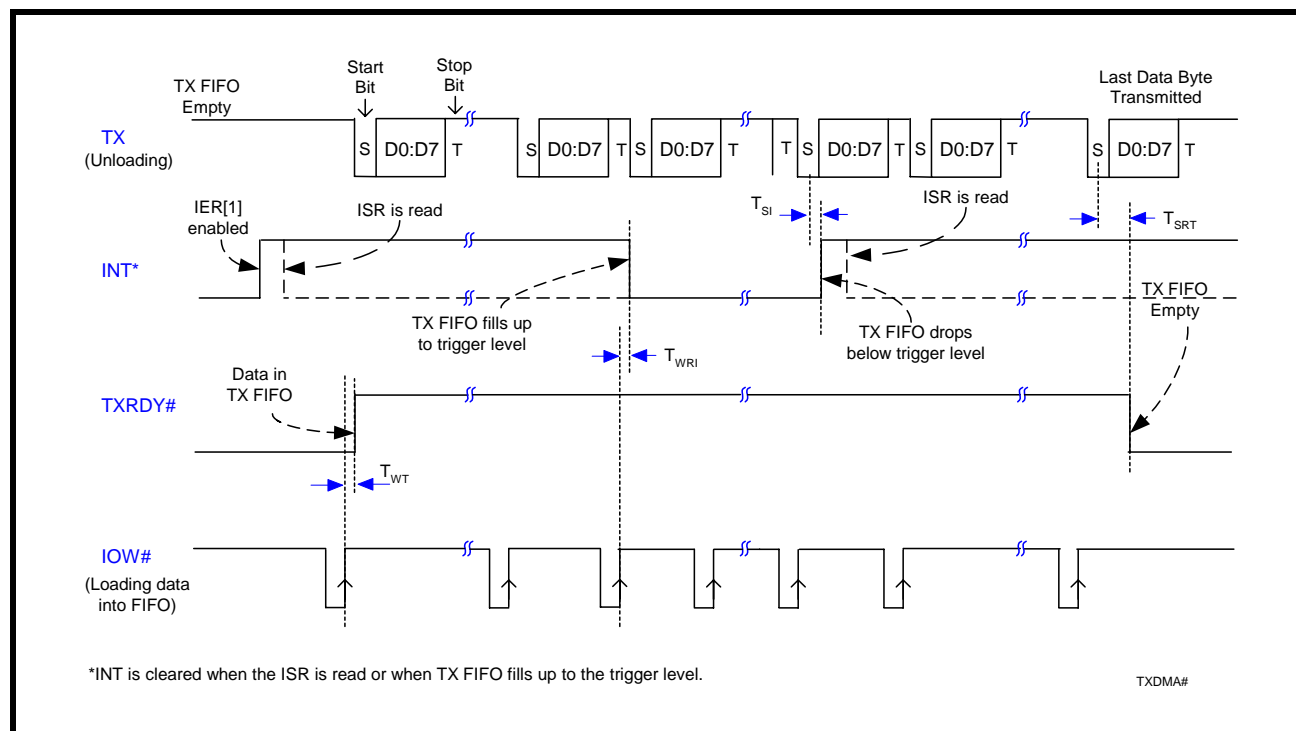 TX FIFO
Empty
Start
Bit
Stop
Bit
Last Data Byte
Transmitted
TX
(Unloading)
S D0:D7 T S D0:D7 T S D0:D7 T T S D0:D7 T S D0:D7 T S D0:D7 T
IER[1]
enabled
ISR is read
TSI
ISR is read
TSRT
INT*
TX FIFO fills up
to trigger level
TX FIFO drops
below trigger level
TX FIFO
Empty
TWRI
Data in
TX FIFO
TXRDY#
TWT
IOW#
(Loading data
into FIFO)
*INT is cleared when the ISR is read or when TX FIFO fills up to the trigger level.
TXDMA#